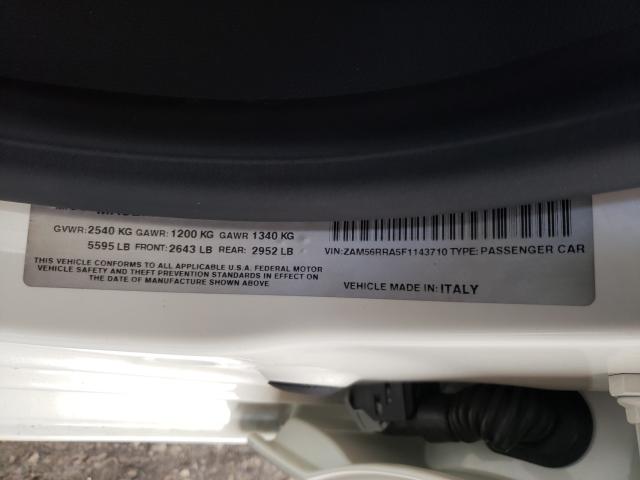 GVWR: 2540 KG GAWR: 1200 KG GAWR 1340 KG
5595 LB FRONT: 2643 LB REAR: 2952 LB
THIS VEHICLE CONFORMS TO ALL APPLICABLE U.S.A. FEDERAL MOTOR
VEHICLE SAFETY AND THEFT PREVENTION STANDARDS IN EFFECT ON
THE DATE OF MANUFACTURE SHOWN ABOVE
VIN: ZAM56RRA5F1143710 TYPE: PASSENGER CAR
VEHICLE MADE IN: ITALY